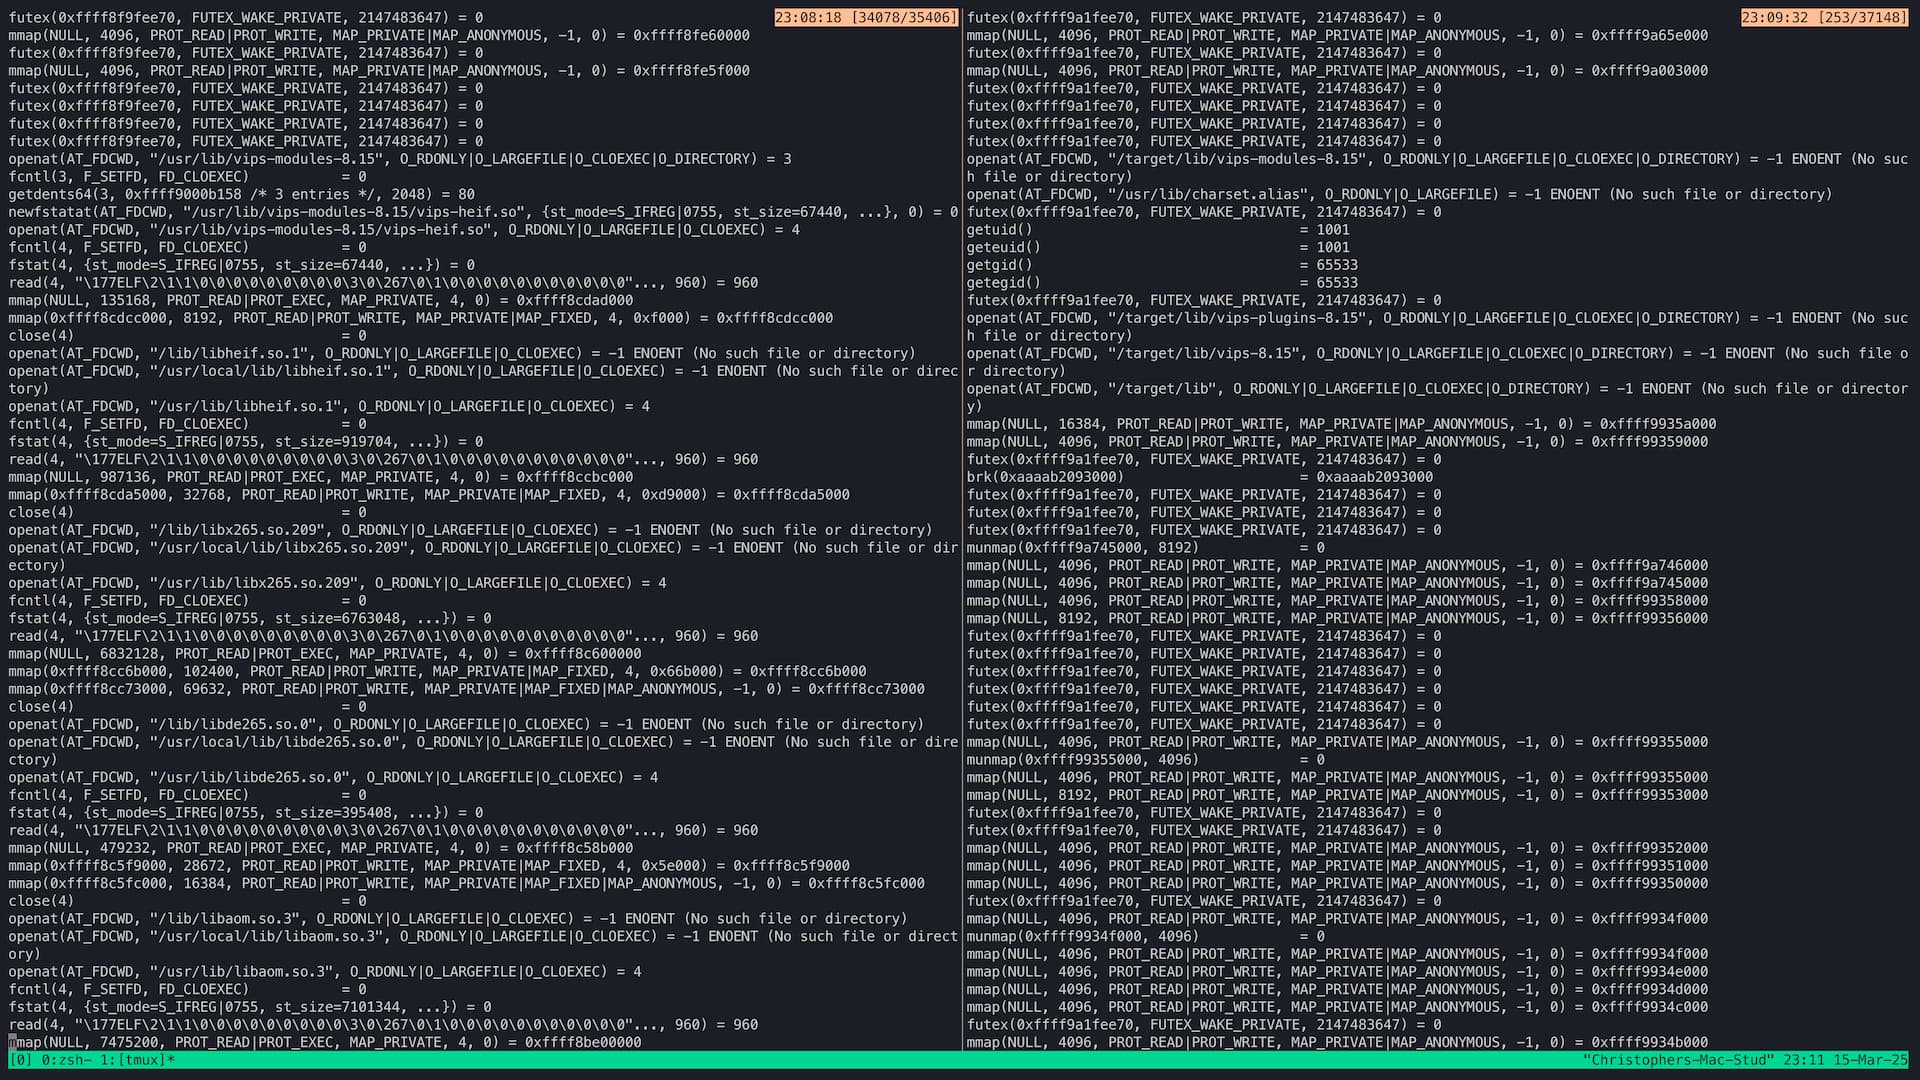 futex(0xffff8f9fee70, FUTEX_WAKE_PRIVATE, 2147483647) = 0
23:08:18 [34078/35406]
mmap(NULL, 4096, PROT_READ|PROT_WRITE, MAP_PRIVATE|MAP_ANONYMOUS, -1, 0) = 0xffff8fe60000
futex(0xffff8f9fee70, FUTEX_WAKE_PRIVATE, 2147483647) = 0
mmap(NULL, 4096, PROT_READ|PROT_WRITE, MAP_PRIVATE|MAP_ANONYMOUS, -1, 0) = 0xffff8fe5f000
futex(0xffff8f9fee70, FUTEX_WAKE_PRIVATE, 2147483647) = 0
futex(0xffff8f9fee70, FUTEX_WAKE_PRIVATE, 2147483647) = 0
futex(0xffff8f9fee70, FUTEX_WAKE_PRIVATE, 2147483647) = 0
futex(0xffff8f9fee70, FUTEX_WAKE_PRIVATE, 2147483647) = 0
openat(AT_FDCWD, "/usr/lib/vips-modules-8.15", O_RDONLY|O_LARGEFILE|O_CLOEXEC|O_DIRECTORY) = 3
fcntl(3, F_SETFD, FD_CLOEXEC)           = 0
getdents64(3, 0xffff9000b158 /* 3 entries */, 2048) = 80
newfstatat(AT_FDCWD, "/usr/lib/vips-modules-8.15/vips-heif.so", {st_mode=S_IFREG|0755, st_size=67440, ...}, 0) = 0
openat(AT_FDCWD, "/usr/lib/vips-modules-8.15/vips-heif.so", O_RDONLY|O_LARGEFILE|O_CLOEXEC) = 4
fcntl(4, F_SETFD, FD_CLOEXEC)           = 0
fstat(4, {st_mode=S_IFREG|0755, st_size=67440, ...}) = 0
read(4, "\177ELF\2\1\1\0\0\0\0\0\0\0\0\0\3\0\267\0\1\0\0\0\0\0\0\0\0\0\0\0"..., 960) = 960
mmap(NULL, 135168, PROT_READ|PROT_EXEC, MAP_PRIVATE, 4, 0) = 0xffff8cdad000
mmap(0xffff8cdcc000, 8192, PROT_READ|PROT_WRITE, MAP_PRIVATE|MAP_FIXED, 4, 0xf000) = 0xffff8cdcc000
close(4)                                = 0
openat(AT_FDCWD, "/lib/libheif.so.1", O_RDONLY|O_LARGEFILE|O_CLOEXEC) = -1 ENOENT (No such file or directory)
openat(AT_FDCWD, "/usr/local/lib/libheif.so.1", O_RDONLY|O_LARGEFILE|O_CLOEXEC) = -1 ENOENT (No such file or direc
tory)
openat(AT_FDCWD, "/usr/lib/libheif.so.1", O_RDONLY|O_LARGEFILE|O_CLOEXEC) = 4
fcntl(4, F_SETFD, FD_CLOEXEC)           = 0
fstat(4, {st_mode=S_IFREG|0755, st_size=919704, ...}) = 0
read(4, "\177ELF\2\1\1\0\0\0\0\0\0\0\0\0\3\0\267\0\1\0\0\0\0\0\0\0\0\0\0\0"..., 960) = 960
mmap(NULL, 987136, PROT_READ|PROT_EXEC, MAP_PRIVATE, 4, 0) = 0xffff8ccbc000
mmap(0xffff8cda5000, 32768, PROT_READ|PROT_WRITE, MAP_PRIVATE|MAP_FIXED, 4, 0xd9000) = 0xffff8cda5000
close(4)                                = 0
openat(AT_FDCWD, "/lib/libx265.so.209", O_RDONLY|O_LARGEFILE|O_CLOEXEC) = -1 ENOENT (No such file or directory)
openat(AT_FDCWD, "/usr/local/lib/libx265.so.209", O_RDONLY|O_LARGEFILE|O_CLOEXEC) = -1 ENOENT (No such file or dir
ectory)
openat(AT_FDCWD, "/usr/lib/libx265.so.209", O_RDONLY|O_LARGEFILE|O_CLOEXEC) = 4
fcntl(4, F_SETFD, FD_CLOEXEC)           = 0
fstat(4, {st_mode=S_IFREG|0755, st_size=6763048, ...}) = 0
read(4, "\177ELF\2\1\1\0\0\0\0\0\0\0\0\0\3\0\267\0\1\0\0\0\0\0\0\0\0\0\0\0"..., 960) = 960
mmap(NULL, 6832128, PROT_READ|PROT_EXEC, MAP_PRIVATE, 4, 0) = 0xffff8c600000
mmap(0xffff8cc6b000, 102400, PROT_READ|PROT_WRITE, MAP_PRIVATE|MAP_FIXED, 4, 0x66b000) = 0xffff8cc6b000
mmap(0xffff8cc73000, 69632, PROT_READ|PROT_WRITE, MAP_PRIVATE|MAP_FIXED|MAP_ANONYMOUS, -1, 0) = 0xffff8cc73000
close(4)                                = 0
openat(AT_FDCWD, "/lib/libde265.so.0", O_RDONLY|O_LARGEFILE|O_CLOEXEC) = -1 ENOENT (No such file or directory)
openat(AT_FDCWD, "/usr/local/lib/libde265.so.0", O_RDONLY|O_LARGEFILE|O_CLOEXEC) = -1 ENOENT (No such file or dire
ctory)
openat(AT_FDCWD, "/usr/lib/libde265.so.0", O_RDONLY|O_LARGEFILE|O_CLOEXEC) = 4
fcntl(4, F_SETFD, FD_CLOEXEC)           = 0
fstat(4, {st_mode=S_IFREG|0755, st_size=395408, ...}) = 0
read(4, "\177ELF\2\1\1\0\0\0\0\0\0\0\0\0\3\0\267\0\1\0\0\0\0\0\0\0\0\0\0\0"..., 960) = 960
mmap(NULL, 479232, PROT_READ|PROT_EXEC, MAP_PRIVATE, 4, 0) = 0xffff8c58b000
mmap(0xffff8c5f9000, 28672, PROT_READ|PROT_WRITE, MAP_PRIVATE|MAP_FIXED, 4, 0x5e000) = 0xffff8c5f9000
mmap(0xffff8c5fc000, 16384, PROT_READ|PROT_WRITE, MAP_PRIVATE|MAP_FIXED|MAP_ANONYMOUS, -1, 0) = 0xffff8c5fc000
close(4)                                = 0
openat(AT_FDCWD, "/lib/libaom.so.3", O_RDONLY|O_LARGEFILE|O_CLOEXEC) = -1 ENOENT (No such file or directory)
openat(AT_FDCWD, "/usr/local/lib/libaom.so.3", O_RDONLY|O_LARGEFILE|O_CLOEXEC) = -1 ENOENT (No such file or direct
ory)
openat(AT_FDCWD, "/usr/lib/libaom.so.3", O_RDONLY|O_LARGEFILE|O_CLOEXEC) = 4
fcntl(4, F_SETFD, FD_CLOEXEC)           = 0
fstat(4, {st_mode=S_IFREG|0755, st_size=7101344, ...}) = 0
read(4, "\177ELF\2\1\1\0\0\0\0\0\0\0\0\0\3\0\267\0\1\0\0\0\0\0\0\0\0\0\0\0"..., 960) = 960
mmap(NULL, 7475200, PROT_READ|PROT_EXEC, MAP_PRIVATE, 4, 0) = 0xffff8be00000
futex(0xffff9a1fee70, FUTEX_WAKE_PRIVATE, 2147483647) = 0
23:09:32 [253/37148]
mmap(NULL, 4096, PROT_READ|PROT_WRITE, MAP_PRIVATE|MAP_ANONYMOUS, -1, 0) = 0xffff9a65e000
futex(0xffff9a1fee70, FUTEX_WAKE_PRIVATE, 2147483647) = 0
mmap(NULL, 4096, PROT_READ|PROT_WRITE, MAP_PRIVATE|MAP_ANONYMOUS, -1, 0) = 0xffff9a003000
futex(0xffff9a1fee70, FUTEX_WAKE_PRIVATE, 2147483647) = 0
futex(0xffff9a1fee70, FUTEX_WAKE_PRIVATE, 2147483647) = 0
futex(0xffff9a1fee70, FUTEX_WAKE_PRIVATE, 2147483647) = 0
futex(0xffff9a1fee70, FUTEX_WAKE_PRIVATE, 2147483647) = 0
openat(AT_FDCWD, "/target/lib/vips-modules-8.15", O_RDONLY|O_LARGEFILE|O_CLOEXEC|O_DIRECTORY) = -1 ENOENT (No suc
h file or directory)
openat(AT_FDCWD, "/usr/lib/charset.alias", O_RDONLY|O_LARGEFILE) = -1 ENOENT (No such file or directory)
futex(0xffff9a1fee70, FUTEX_WAKE_PRIVATE, 2147483647) = 0
getuid()                                = 1001
geteuid()                               = 1001
getgid()                                = 65533
getegid()                               = 65533
futex(0xffff9a1fee70, FUTEX_WAKE_PRIVATE, 2147483647) = 0
openat(AT_FDCWD, "/target/lib/vips-plugins-8.15", O_RDONLY|O_LARGEFILE|O_CLOEXEC|O_DIRECTORY) = -1 ENOENT (No suc
h file or directory)
openat(AT_FDCWD, "/target/lib/vips-8.15", O_RDONLY|O_LARGEFILE|O_CLOEXEC|O_DIRECTORY) = -1 ENOENT (No such file o
r directory)
openat(AT_FDCWD, "/target/lib", O_RDONLY|O_LARGEFILE|O_CLOEXEC|O_DIRECTORY) = -1 ENOENT (No such file or director
y)
mmap(NULL, 16384, PROT_READ|PROT_WRITE, MAP_PRIVATE|MAP_ANONYMOUS, -1, 0) = 0xffff9935a000
mmap(NULL, 4096, PROT_READ|PROT_WRITE, MAP_PRIVATE|MAP_ANONYMOUS, -1, 0) = 0xffff99359000
futex(0xffff9a1fee70, FUTEX_WAKE_PRIVATE, 2147483647) = 0
brk(0xaaaab2093000)                     = 0xaaaab2093000
futex(0xffff9a1fee70, FUTEX_WAKE_PRIVATE, 2147483647) = 0
futex(0xffff9a1fee70, FUTEX_WAKE_PRIVATE, 2147483647) = 0
futex(0xffff9a1fee70, FUTEX_WAKE_PRIVATE, 2147483647) = 0
munmap(0xffff9a745000, 8192)            = 0
mmap(NULL, 4096, PROT_READ|PROT_WRITE, MAP_PRIVATE|MAP_ANONYMOUS, -1, 0) = 0xffff9a746000
mmap(NULL, 4096, PROT_READ|PROT_WRITE, MAP_PRIVATE|MAP_ANONYMOUS, -1, 0) = 0xffff9a745000
mmap(NULL, 4096, PROT_READ|PROT_WRITE, MAP_PRIVATE|MAP_ANONYMOUS, -1, 0) = 0xffff99358000
mmap(NULL, 8192, PROT_READ|PROT_WRITE, MAP_PRIVATE|MAP_ANONYMOUS, -1, 0) = 0xffff99356000
futex(0xffff9a1fee70, FUTEX_WAKE_PRIVATE, 2147483647) = 0
futex(0xffff9a1fee70, FUTEX_WAKE_PRIVATE, 2147483647) = 0
futex(0xffff9a1fee70, FUTEX_WAKE_PRIVATE, 2147483647) = 0
futex(0xffff9a1fee70, FUTEX_WAKE_PRIVATE, 2147483647) = 0
futex(0xffff9a1fee70, FUTEX_WAKE_PRIVATE, 2147483647) = 0
futex(0xffff9a1fee70, FUTEX_WAKE_PRIVATE, 2147483647) = 0
mmap(NULL, 4096, PROT_READ|PROT_WRITE, MAP_PRIVATE|MAP_ANONYMOUS, -1, 0) = 0xffff99355000
munmap(0xffff99355000, 4096)            = 0
mmap(NULL, 4096, PROT_READ|PROT_WRITE, MAP_PRIVATE|MAP_ANONYMOUS, -1, 0) = 0xffff99355000
mmap(NULL, 8192, PROT_READ|PROT_WRITE, MAP_PRIVATE|MAP_ANONYMOUS, -1, 0) = 0xffff99353000
futex(0xffff9a1fee70, FUTEX_WAKE_PRIVATE, 2147483647) = 0
futex(0xffff9a1fee70, FUTEX_WAKE_PRIVATE, 2147483647) = 0
mmap(NULL, 4096, PROT_READ|PROT_WRITE, MAP_PRIVATE|MAP_ANONYMOUS, -1, 0) = 0xffff99352000
mmap(NULL, 4096, PROT_READ|PROT_WRITE, MAP_PRIVATE|MAP_ANONYMOUS, -1, 0) = 0xffff99351000
mmap(NULL, 4096, PROT_READ|PROT_WRITE, MAP_PRIVATE|MAP_ANONYMOUS, -1, 0) = 0xffff99350000
futex(0xffff9a1fee70, FUTEX_WAKE_PRIVATE, 2147483647) = 0
mmap(NULL, 4096, PROT_READ|PROT_WRITE, MAP_PRIVATE|MAP_ANONYMOUS, -1, 0) = 0xffff9934f000
munmap(0xffff9934f000, 4096)            = 0
mmap(NULL, 4096, PROT_READ|PROT_WRITE, MAP_PRIVATE|MAP_ANONYMOUS, -1, 0) = 0xffff9934f000
mmap(NULL, 4096, PROT_READ|PROT_WRITE, MAP_PRIVATE|MAP_ANONYMOUS, -1, 0) = 0xffff9934e000
mmap(NULL, 4096, PROT_READ|PROT_WRITE, MAP_PRIVATE|MAP_ANONYMOUS, -1, 0) = 0xffff9934d000
mmap(NULL, 4096, PROT_READ|PROT_WRITE, MAP_PRIVATE|MAP_ANONYMOUS, -1, 0) = 0xffff9934c000
futex(0xffff9a1fee70, FUTEX_WAKE_PRIVATE, 2147483647) = 0
mmap(NULL, 4096, PROT_READ|PROT_WRITE, MAP_PRIVATE|MAP_ANONYMOUS, -1, 0) = 0xffff9934b000
[0] 0:zsh- 1:[tmux]*
"Christophers-Mac-Stud" 23:11 15-Mar-25